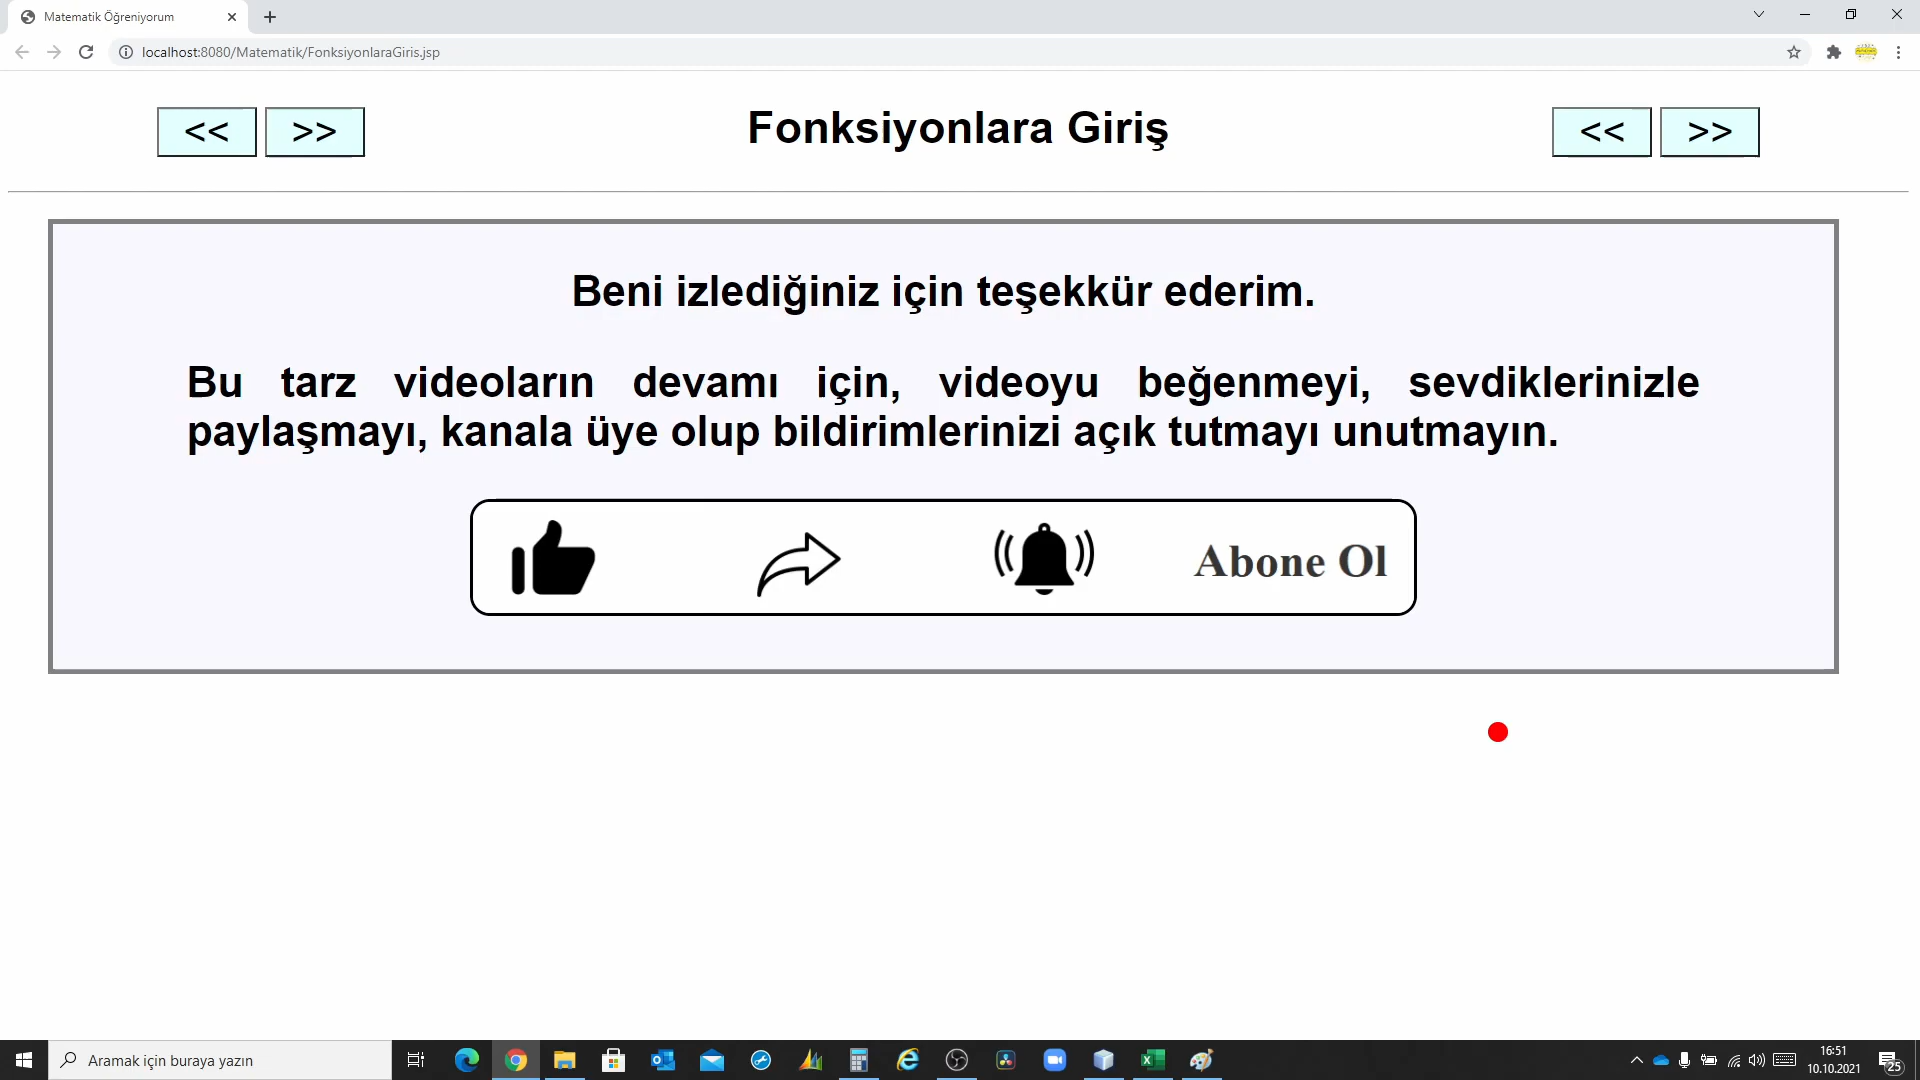 Matematik Öğreniyorum
localhost:8080/Matematik/FonksiyonlaraGiris.jsp
<< >> Fonksiyonlara Giriş << >>
Beni izlediğiniz için teşekkür ederim.
Bu tarz videoların devamı için, videoyu beğenmeyi, sevdiklerinizle
paylaşmayı, kanala üye olup bildirimlerinizi açık tutmayı unutmayın.
Abone Ol
Aramak için buraya yazın
16:51
10.10.2021
25